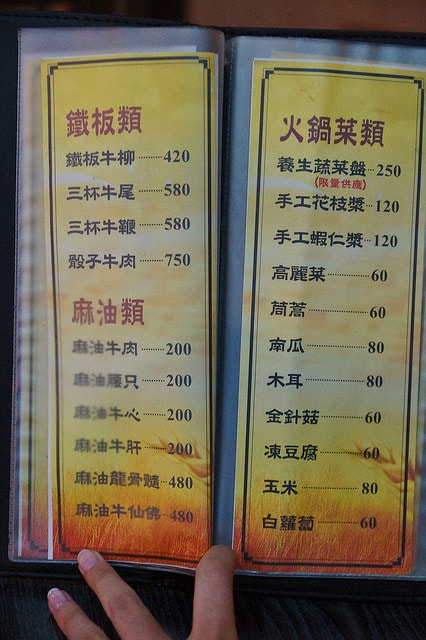 鐵板類
鐵板牛柳········420
三杯牛尾········580
三杯牛鞭········580
骰子牛肉········750
麻油類
麻油牛肉········200
麻油腰只········200
麻油牛心········200
麻油牛肝········200
麻油龍骨髓··480
麻油牛仙佛··480
火鍋菜類
養生蔬菜盤··250
(限量供應)
手工花枝漿··120
手工蝦仁漿··120
高麗菜············60
茼蒿················60
南瓜················80
木耳················80
金針菇············60
凍豆腐············60
玉米················80
白蘿蔔············60